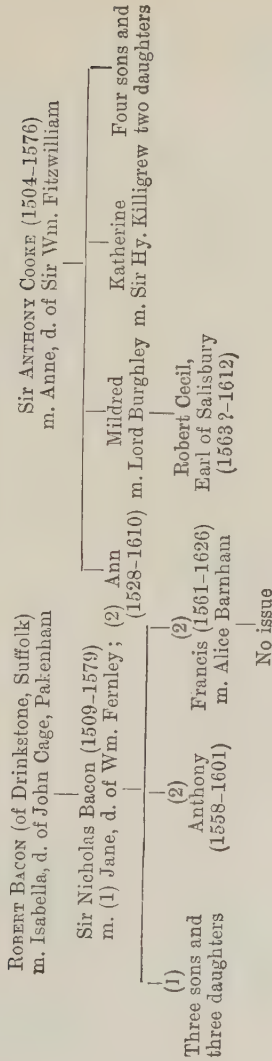 ROBERT BACON (of Drinkstone, Suffolk)
m. Isabella, d. of John Cage, Pakenham
Sir ANTHONY COOKE (1504-1576)
m. Anne, d. of Sir Wm. Fitzwilliam
Sir Nicholas Bacon (1509-1579)
m. (1) Jane, d. of Wm. Fernley; (2) Ann
(1528-1610)
Mildred
m. Lord Burghley
Katherine
m. Sir Hy. Killigrew
Four sons and
two daughters
(1)
Three sons and
three daughters
(2)
Anthony
(1558-1601)
(2)
Francis (1561-1626)
m. Alice Barnham
No issue
Robert Cecil,
Earl of Salisbury
(1563?-1612)